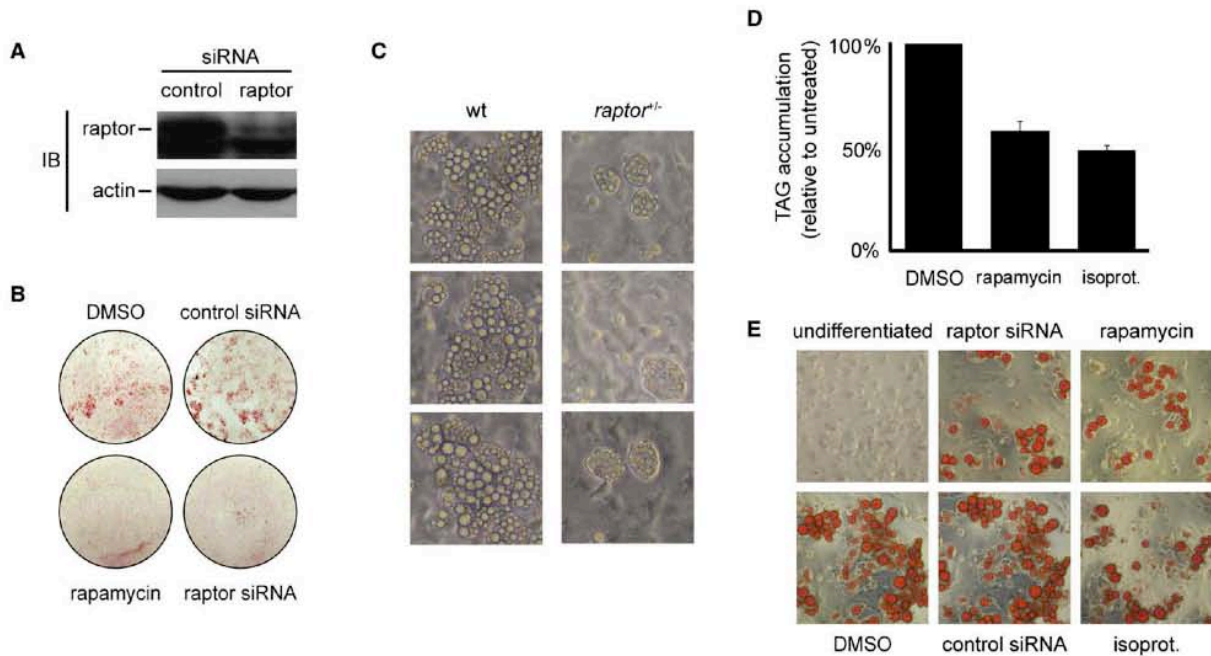 A
siRNA
control raptor
raptor
IB
actin
B
DMSO control siRNA
rapamycin raptor siRNA
C
wt raptor+/-
D
TAG accumulation
(relative to untreated)
100%
50%
0%
DMSO rapamycin isoprot.
E
undifferentiated raptor siRNA rapamycin
DMSO control siRNA isoprot.